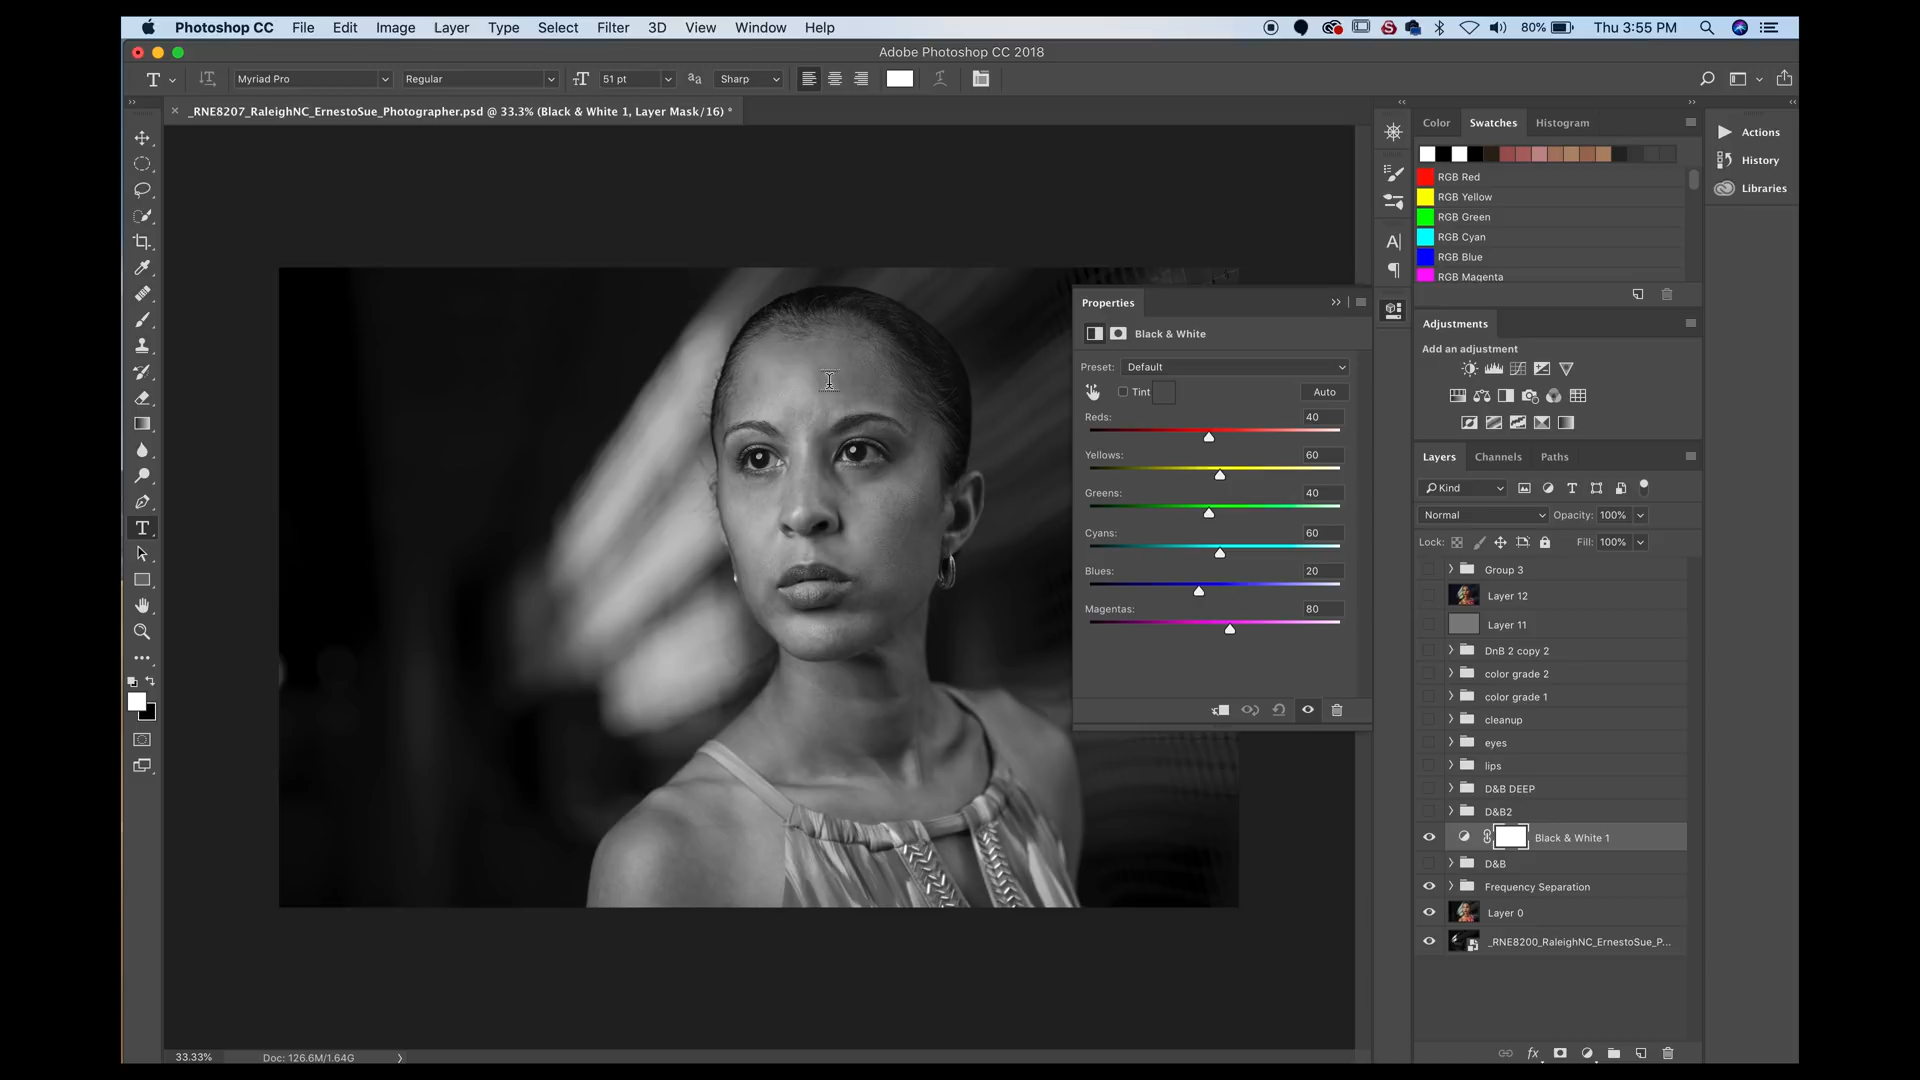 Photoshop CC File Edit Image Layer Type Select Filter 3D View Window Help 80% Thu 3:55 PM
Adobe Photoshop CC 2018
T Myriad Pro Regular 51 pt Sharp
_RNE8207_RaleighNC_ErnestoSue_Photographer.psd @ 33.3% (Black & White 1, Layer Mask/16) *
Properties
Black & White
Preset: Default
Tint Auto
Reds: 40
Yellows: 60
Greens: 40
Cyans: 60
Blues: 20
Magentas: 80
Color Swatches Histogram
RGB Red
RGB Yellow
RGB Green
RGB Cyan
RGB Blue
RGB Magenta
Actions
History
Libraries
Adjustments
Add an adjustment
Layers Channels Paths
Kind
Normal Opacity: 100%
Lock: Fill: 100%
Group 3
Layer 12
Layer 11
DnB 2 copy 2
color grade 2
color grade 1
cleanup
eyes
lips
D&B DEEP
D&B2
Black & White 1
D&B
Frequency Separation
Layer 0
_RNE8200_RaleighNC_ErnestoSue_P...
fx
33.33% Doc: 126.6M/1.64G